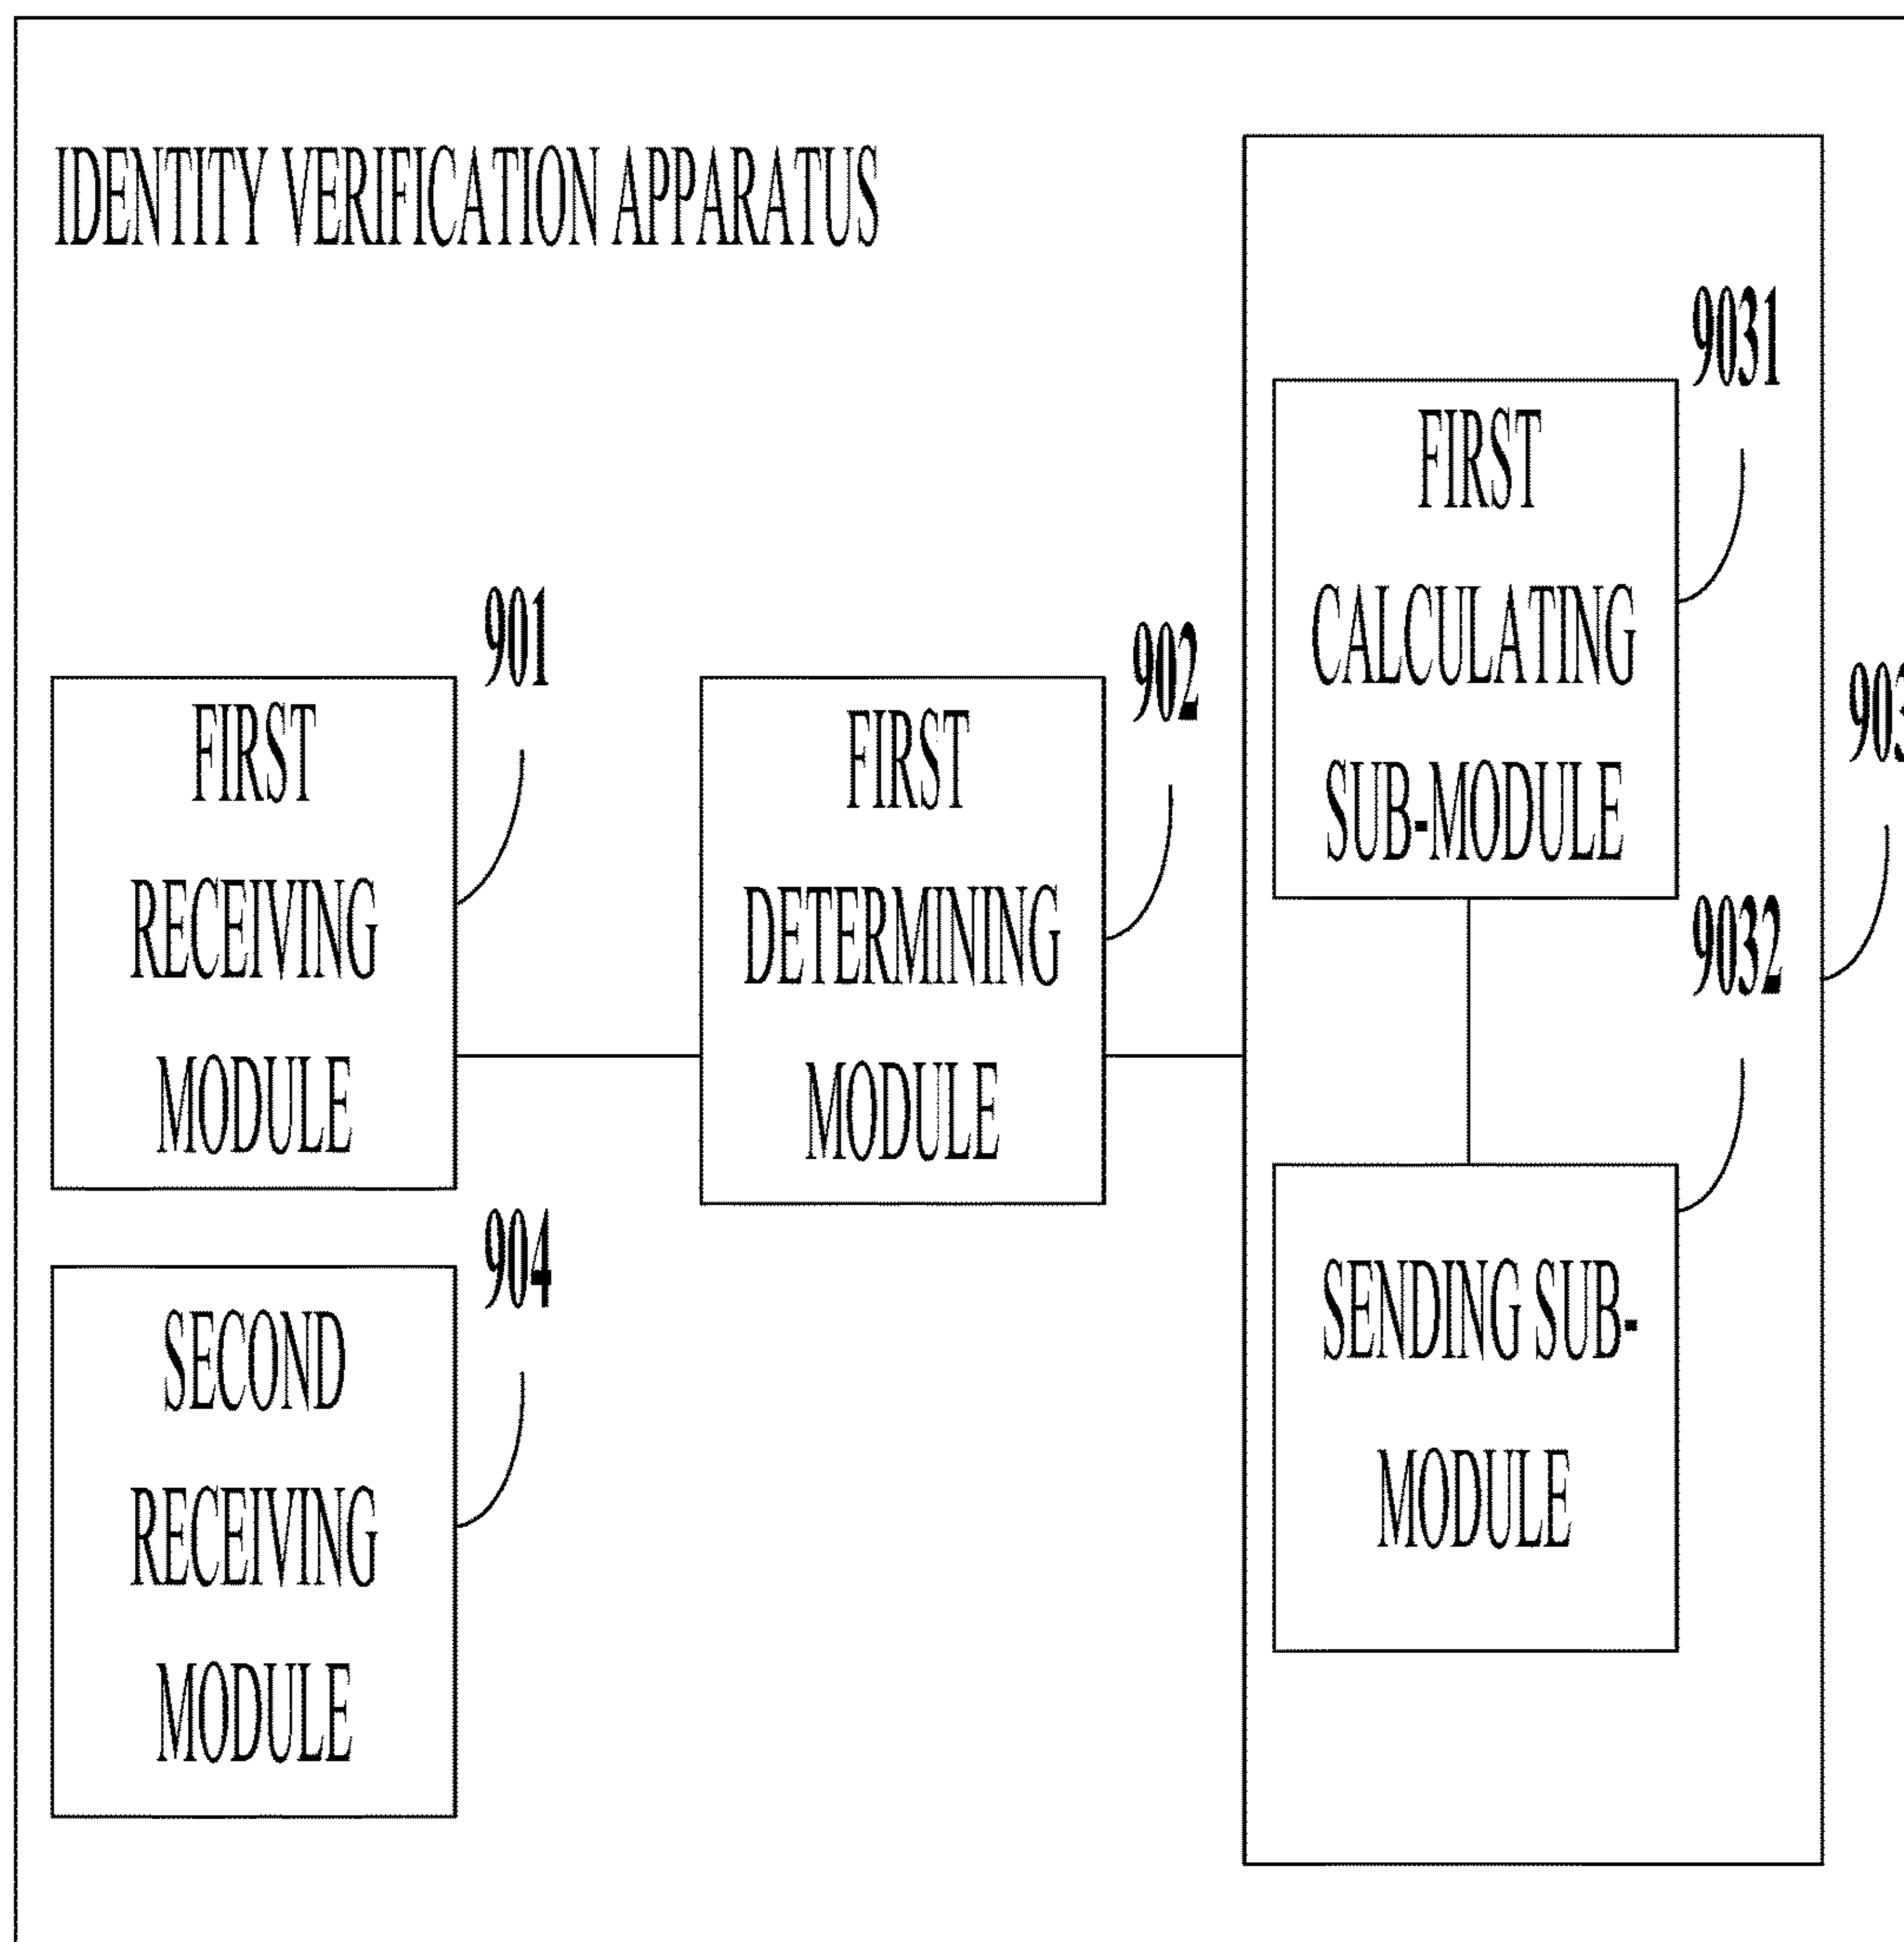 IDENTITY VERIFICATION APPARATUS
901
FIRST
RECEIVING
MODULE
902
FIRST
DETERMINING
MODULE
9031
FIRST
CALCULATING
SUB-MODULE
903
9032
SENDING SUB-
MODULE
904
SECOND
RECEIVING
MODULE